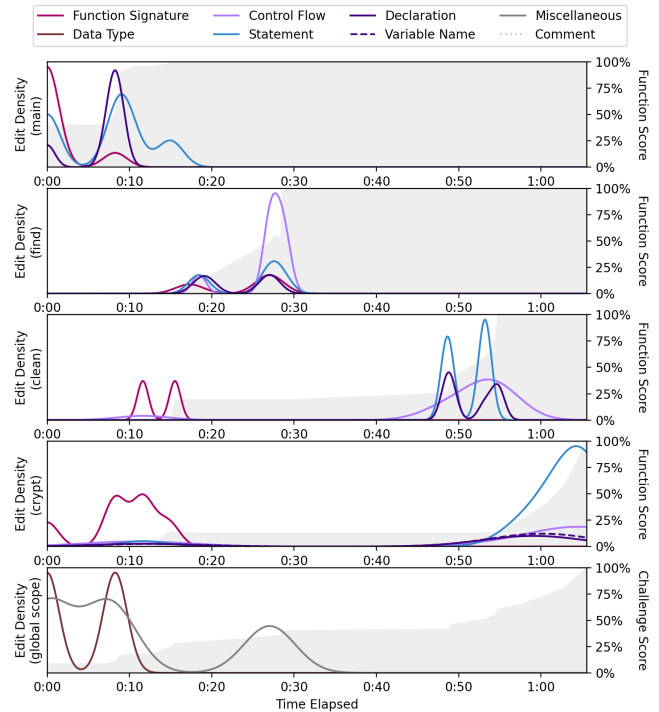 Function Signature Control Flow Declaration Miscellaneous
Data Type Statement Variable Name Comment
Edit Density
(main)
100%
75%
50%
25%
0%
Function Score
0:00 0:10 0:20 0:30 0:40 0:50 1:00
Edit Density
(find)
100%
75%
50%
25%
0%
Function Score
0:00 0:10 0:20 0:30 0:40 0:50 1:00
Edit Density
(clean)
100%
75%
50%
25%
0%
Function Score
0:00 0:10 0:20 0:30 0:40 0:50 1:00
Edit Density
(crypt)
100%
75%
50%
25%
0%
Function Score
0:00 0:10 0:20 0:30 0:40 0:50 1:00
Edit Density
(global scope)
100%
75%
50%
25%
0%
Challenge Score
0:00 0:10 0:20 0:30 0:40 0:50 1:00
Time Elapsed